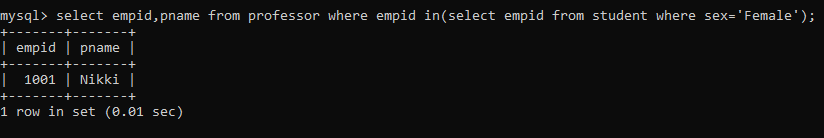 mysql> select empid,pname from professor where empid in(select empid from student where sex='Female');
+-------+-------+
| empid | pname |
+-------+-------+
|  1001 | Nikki |
+-------+-------+
1 row in set (0.01 sec)